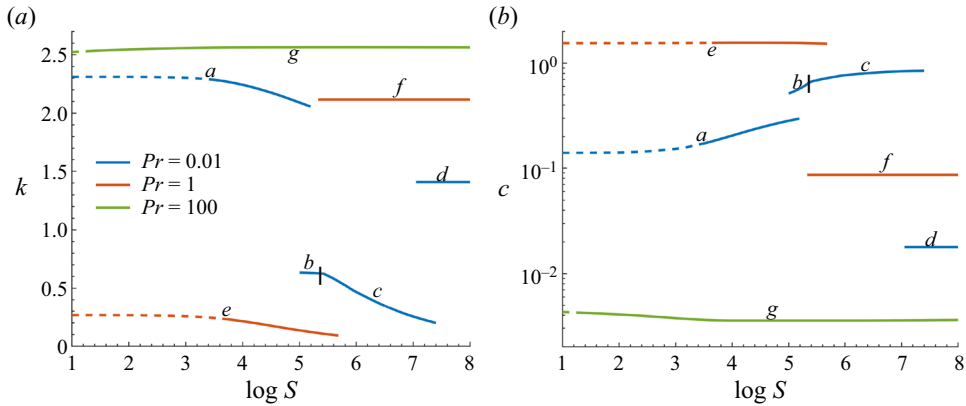 (a)
2.5
2.0
1.5
1.0
0.5
0
k
g
a
f
Pr = 0.01
Pr = 1
Pr = 100
d
b
c
e
1 2 3 4 5 6 7 8
log S
(b)
10⁰
10⁻¹
10⁻²
c
e
b
c
a
f
d
g
1 2 3 4 5 6 7 8
log S